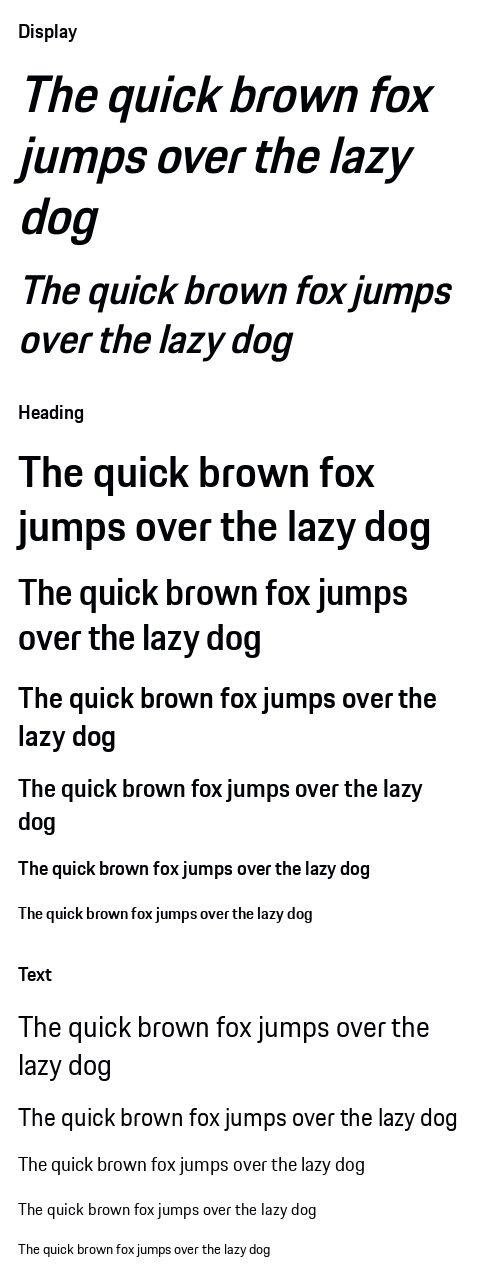 Display
The quick brown fox
jumps over the lazy
dog
The quick brown fox jumps
over the lazy dog
Heading
The quick brown fox
jumps over the lazy dog
The quick brown fox jumps
over the lazy dog
The quick brown fox jumps over the
lazy dog
The quick brown fox jumps over the lazy
dog
The quick brown fox jumps over the lazy dog
The quick brown fox jumps over the lazy dog
Text
The quick brown fox jumps over the
lazy dog
The quick brown fox jumps over the lazy dog
The quick brown fox jumps over the lazy dog
The quick brown fox jumps over the lazy dog
The quick brown fox jumps over the lazy dog